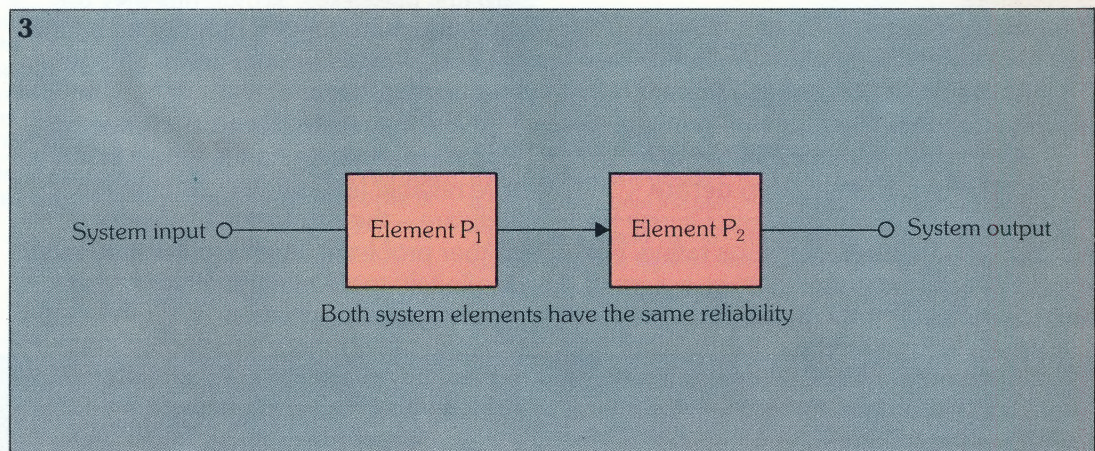 3
System input
Element P₁
Element P₂
System output
Both system elements have the same reliability